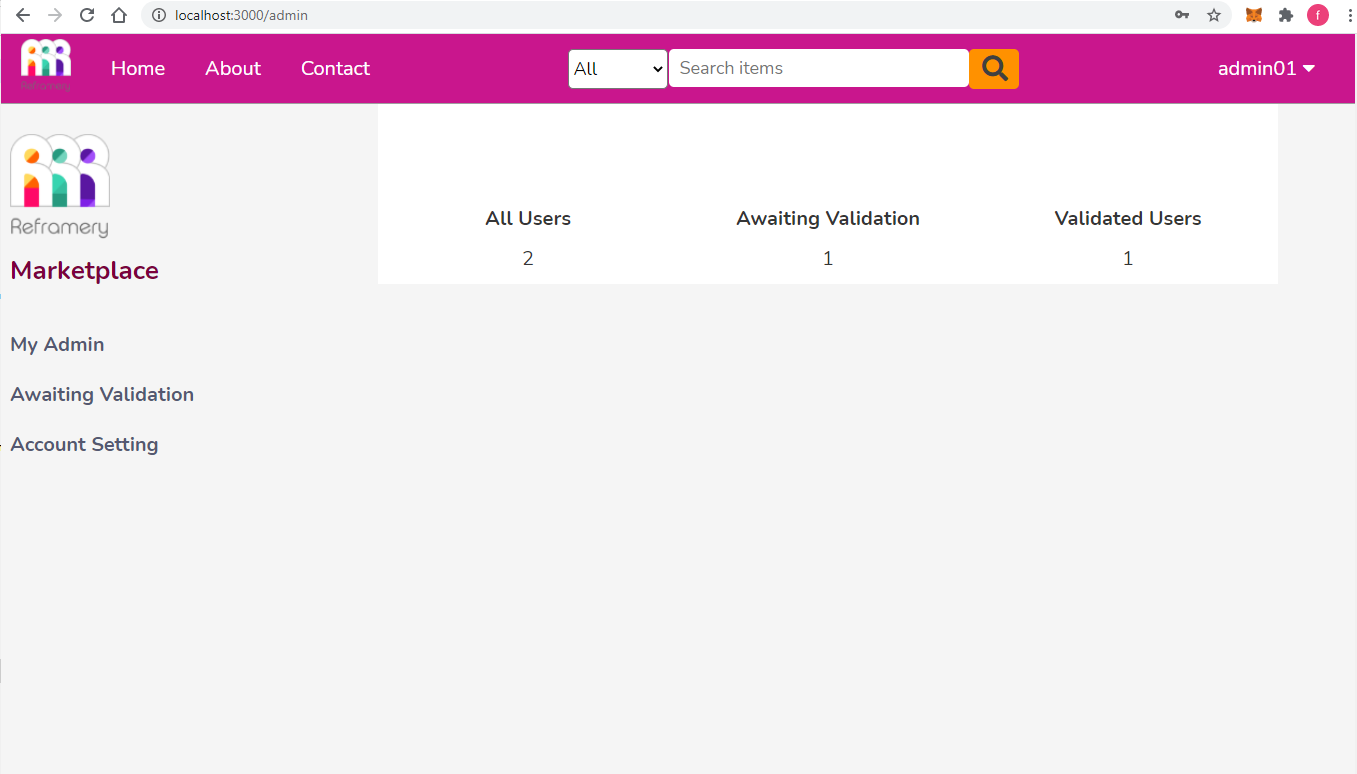 localhost:3000/admin
f
Reframery
Home About Contact All Search items admin01
Reframery
Marketplace
My Admin
Awaiting Validation
Account Setting
All Users Awaiting Validation Validated Users
2 1 1